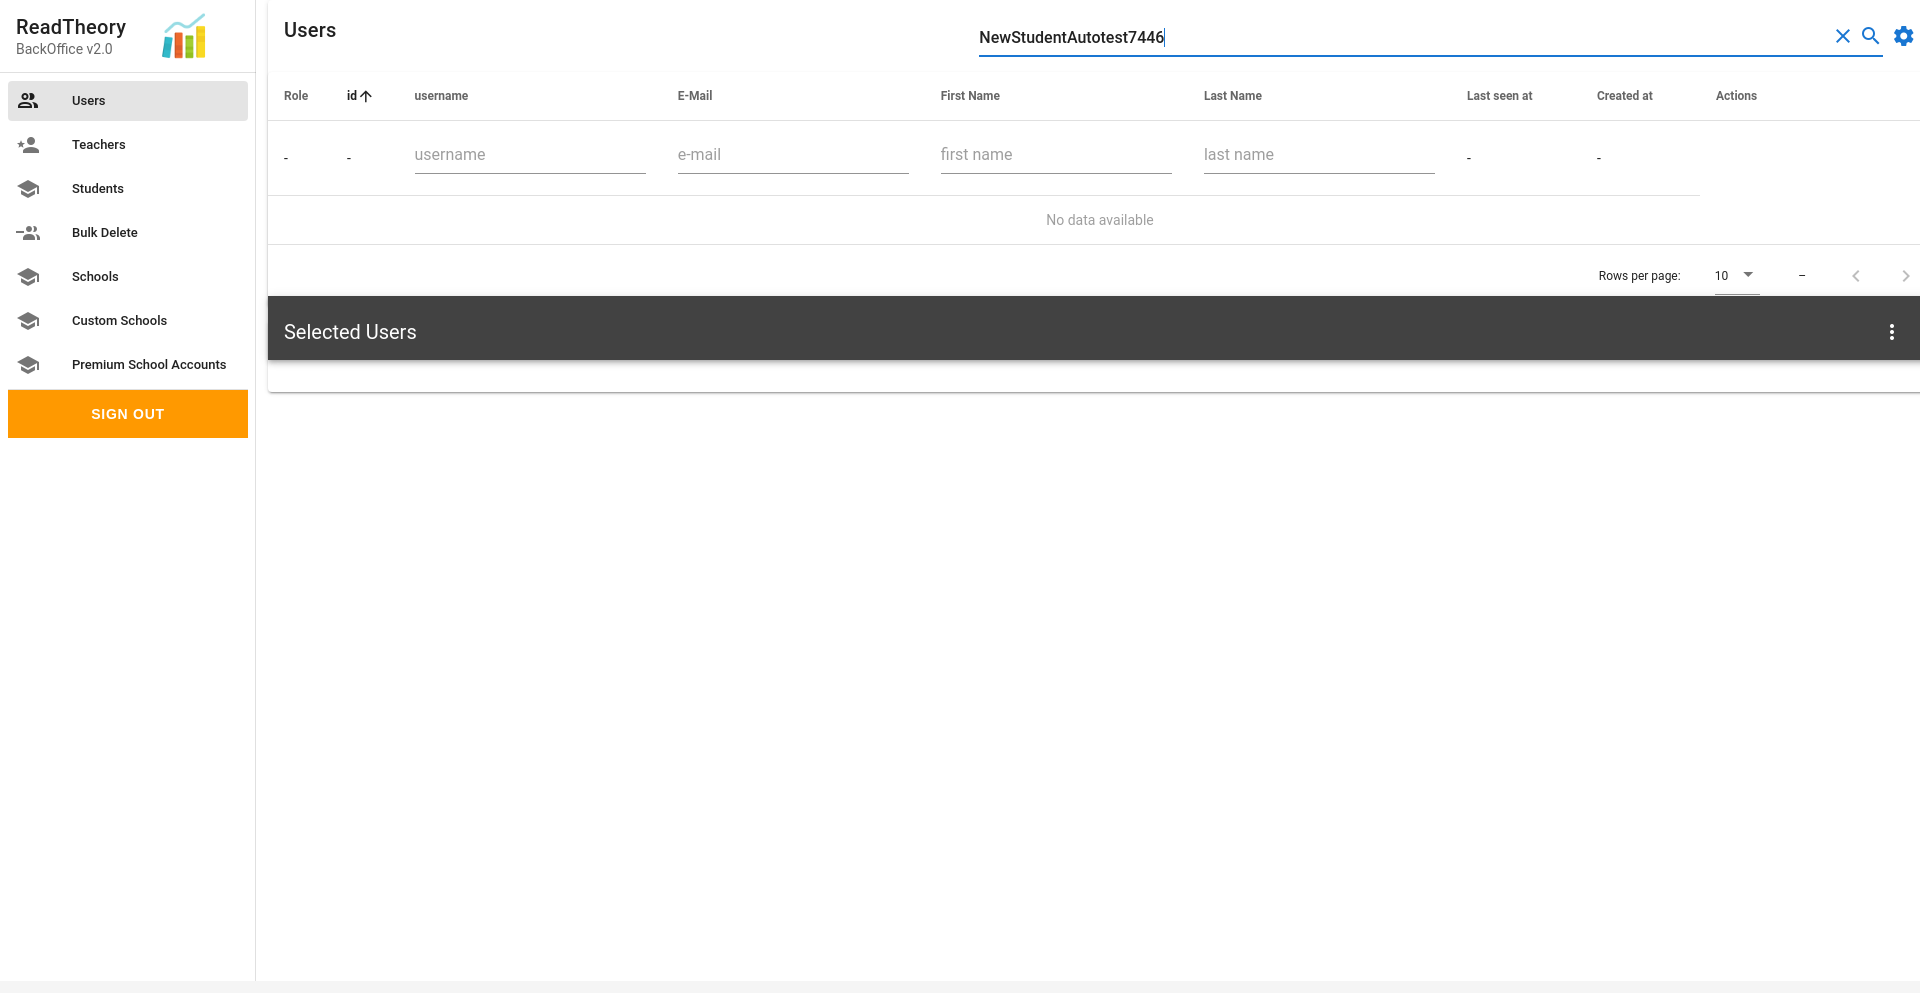 ReadTheory
BackOffice v2.0
Users
Teachers
Students
Bulk Delete
Schools
Custom Schools
Premium School Accounts
SIGN OUT
Users
NewStudentAutotest7446
Role id username E-Mail First Name Last Name Last seen at Created at Actions
- - username e-mail first name last name - -
No data available
Rows per page: 10 –
Selected Users